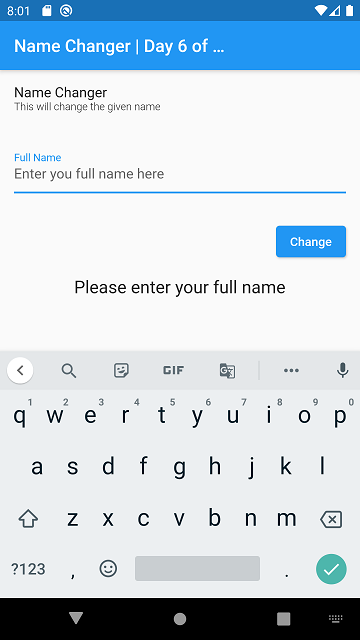 8:01
Name Changer | Day 6 of ...
Name Changer
This will change the given name
Full Name
Enter you full name here
Change
Please enter your full name
GIF
1 2 3 4 5 6 7 8 9 0
q w e r t y u i o p
a s d f g h j k l
z x c v b n m
?123 , .